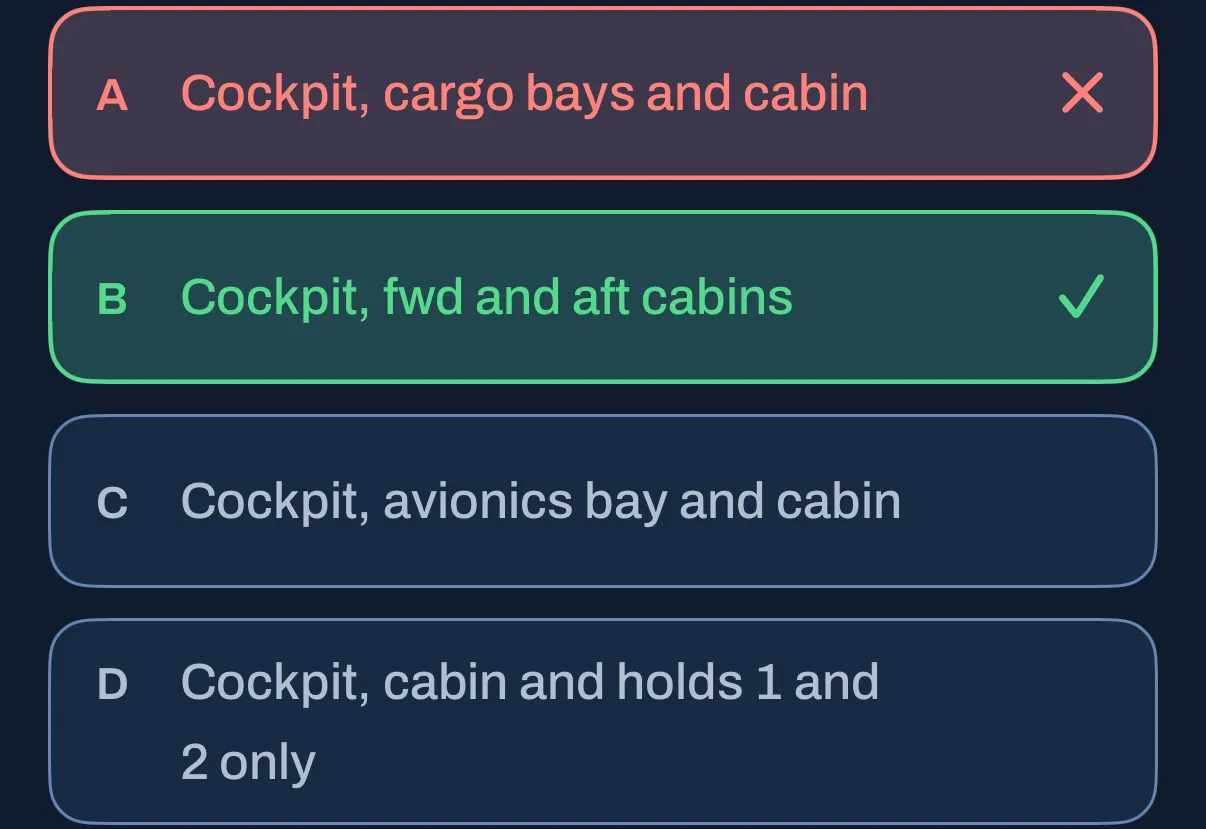 A Cockpit, cargo bays and cabin
B Cockpit, fwd and aft cabins
C Cockpit, avionics bay and cabin
D Cockpit, cabin and holds 1 and
2 only